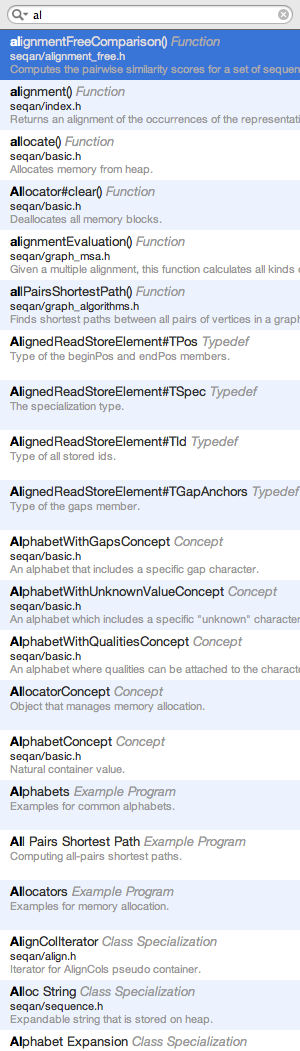 al
alignmentFreeComparison() Function
seqan/alignment_free.h
Computes the pairwise similarity scores for a set of sequen
alignment() Function
seqan/index.h
Returns an alignment of the occurrences of the representati
allocate() Function
seqan/basic.h
Allocates memory from heap.
Allocator#clear() Function
seqan/basic.h
Deallocates all memory blocks.
alignmentEvaluation() Function
seqan/graph_msa.h
Given a multiple alignment, this function calculates all kinds o
allPairsShortestPath() Function
seqan/graph_algorithms.h
Finds shortest paths between all pairs of vertices in a graph
AlignedReadStoreElement#TPos Typedef
Type of the beginPos and endPos members.
AlignedReadStoreElement#TSpec Typedef
The specialization type.
AlignedReadStoreElement#TId Typedef
Type of all stored ids.
AlignedReadStoreElement#TGapAnchors Typedef
Type of the gaps member.
AlphabetWithGapsConcept Concept
seqan/basic.h
An alphabet that includes a specific gap character.
AlphabetWithUnknownValueConcept Concept
seqan/basic.h
An alphabet which includes a specific "unknown" character
AlphabetWithQualitiesConcept Concept
seqan/basic.h
An alphabet where qualities can be attached to the characte
AllocatorConcept Concept
Object that manages memory allocation.
AlphabetConcept Concept
seqan/basic.h
Natural container value.
Alphabets Example Program
Examples for common alphabets.
All Pairs Shortest Path Example Program
Computing all-pairs shortest paths.
Allocators Example Program
Examples for memory allocation.
AlignColIterator Class Specialization
seqan/align.h
Iterator for AlignCols pseudo container.
Alloc String Class Specialization
seqan/sequence.h
Expandable string that is stored on heap.
Alphabet Expansion Class Specialization